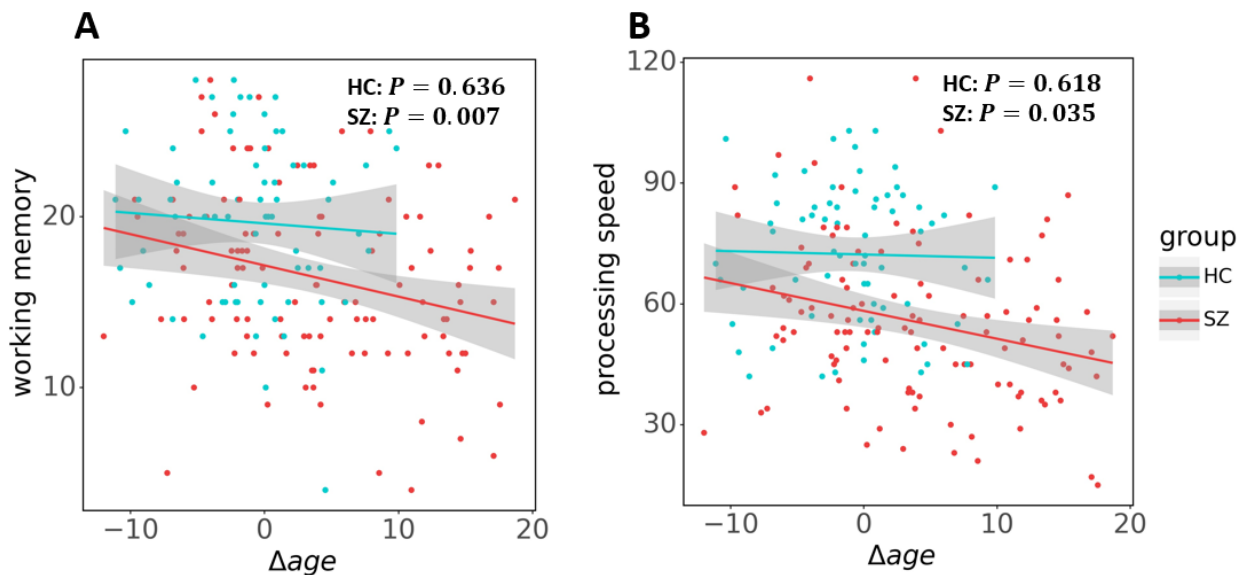 A
HC: P = 0.636
SZ: P = 0.007
working memory
20
10
−10
0
10
20
Δage
B
HC: P = 0.618
SZ: P = 0.035
processing speed
120
90
60
30
−10
0
10
20
Δage
group
HC
SZ